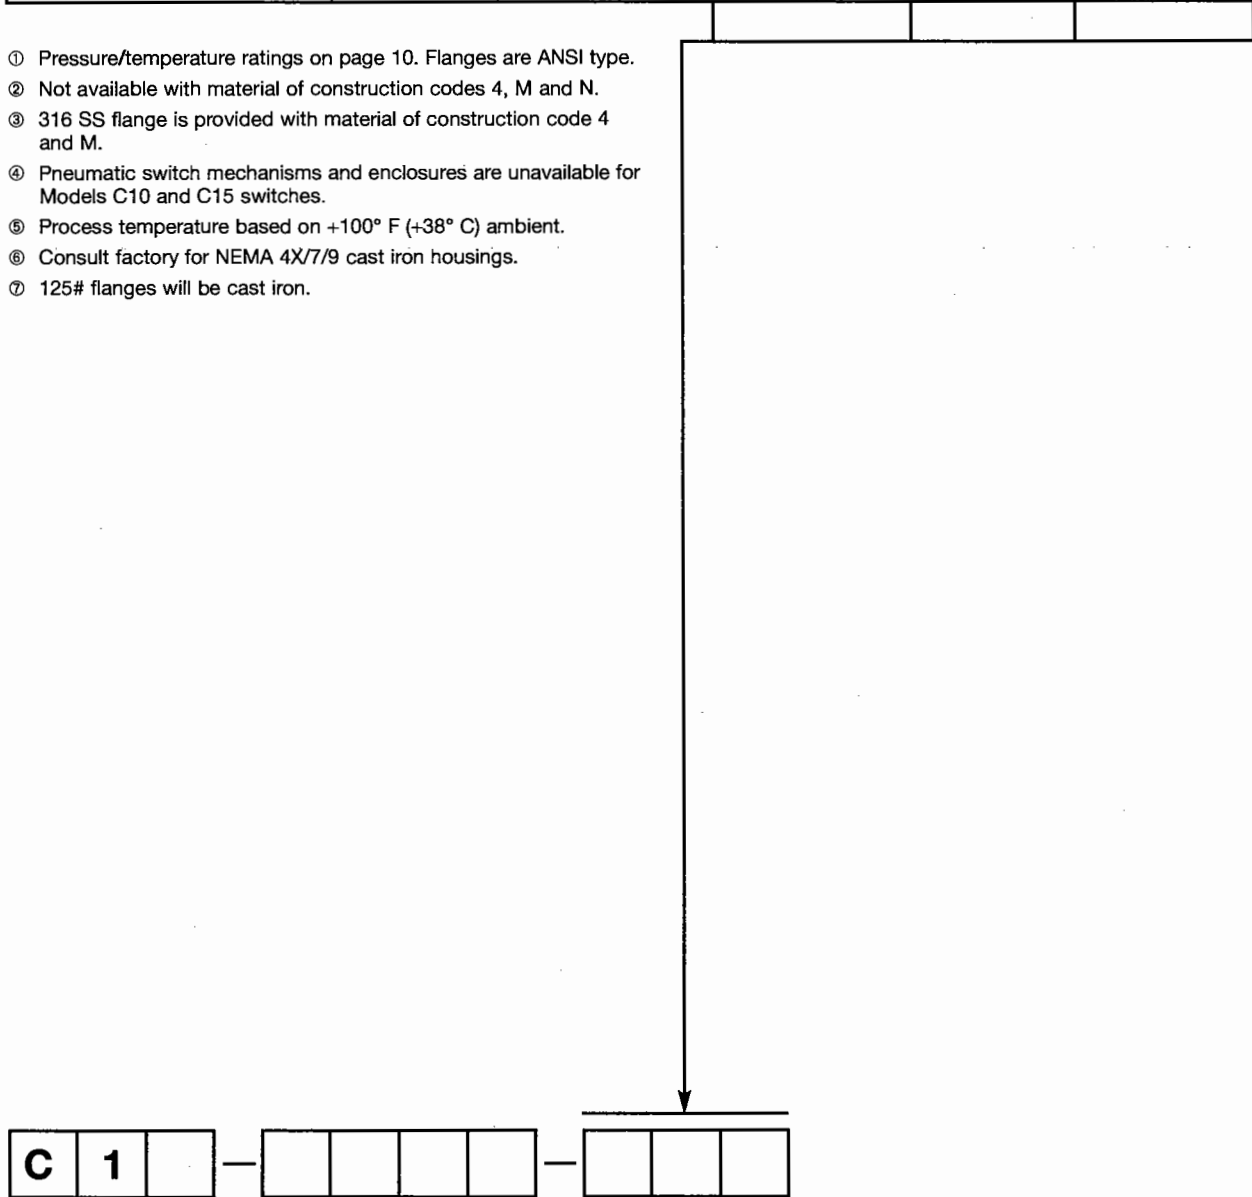 ① Pressure/temperature ratings on page 10. Flanges are ANSI type.
② Not available with material of construction codes 4, M and N.
③ 316 SS flange is provided with material of construction code 4
and M.
④ Pneumatic switch mechanisms and enclosures are unavailable for
Models C10 and C15 switches.
⑤ Process temperature based on +100° F (+38° C) ambient.
⑥ Consult factory for NEMA 4X/7/9 cast iron housings.
⑦ 125# flanges will be cast iron.
C 1 — —